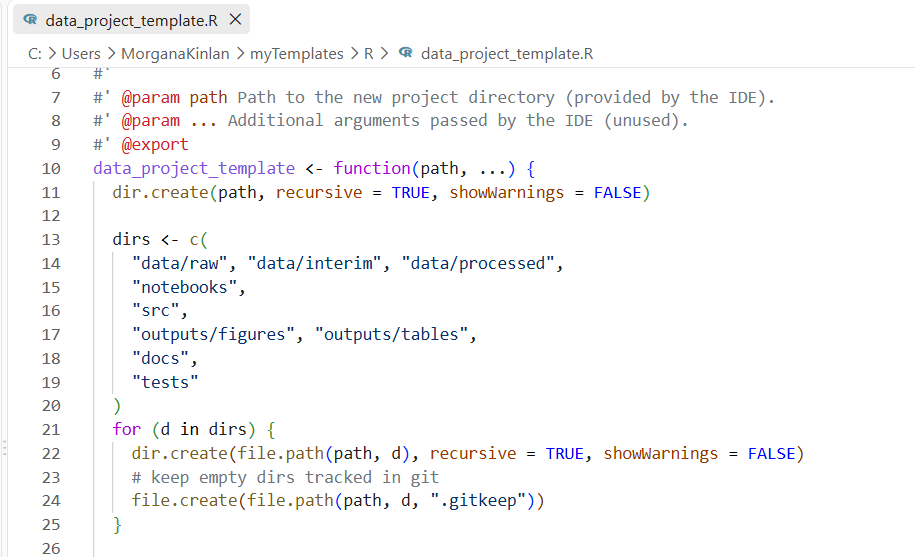 data_project_template.R
C: > Users > MorganaKinlan > myTemplates > R > data_project_template.R
6 #'
7 #' @param path Path to the new project directory (provided by the IDE).
8 #' @param ... Additional arguments passed by the IDE (unused).
9 #' @export
10 data_project_template <- function(path, ...) {
11   dir.create(path, recursive = TRUE, showWarnings = FALSE)
12
13   dirs <- c(
14     "data/raw", "data/interim", "data/processed",
15     "notebooks",
16     "src",
17     "outputs/figures", "outputs/tables",
18     "docs",
19     "tests"
20   )
21   for (d in dirs) {
22     dir.create(file.path(path, d), recursive = TRUE, showWarnings = FALSE)
23     # keep empty dirs tracked in git
24     file.create(file.path(path, d, ".gitkeep"))
25   }
26